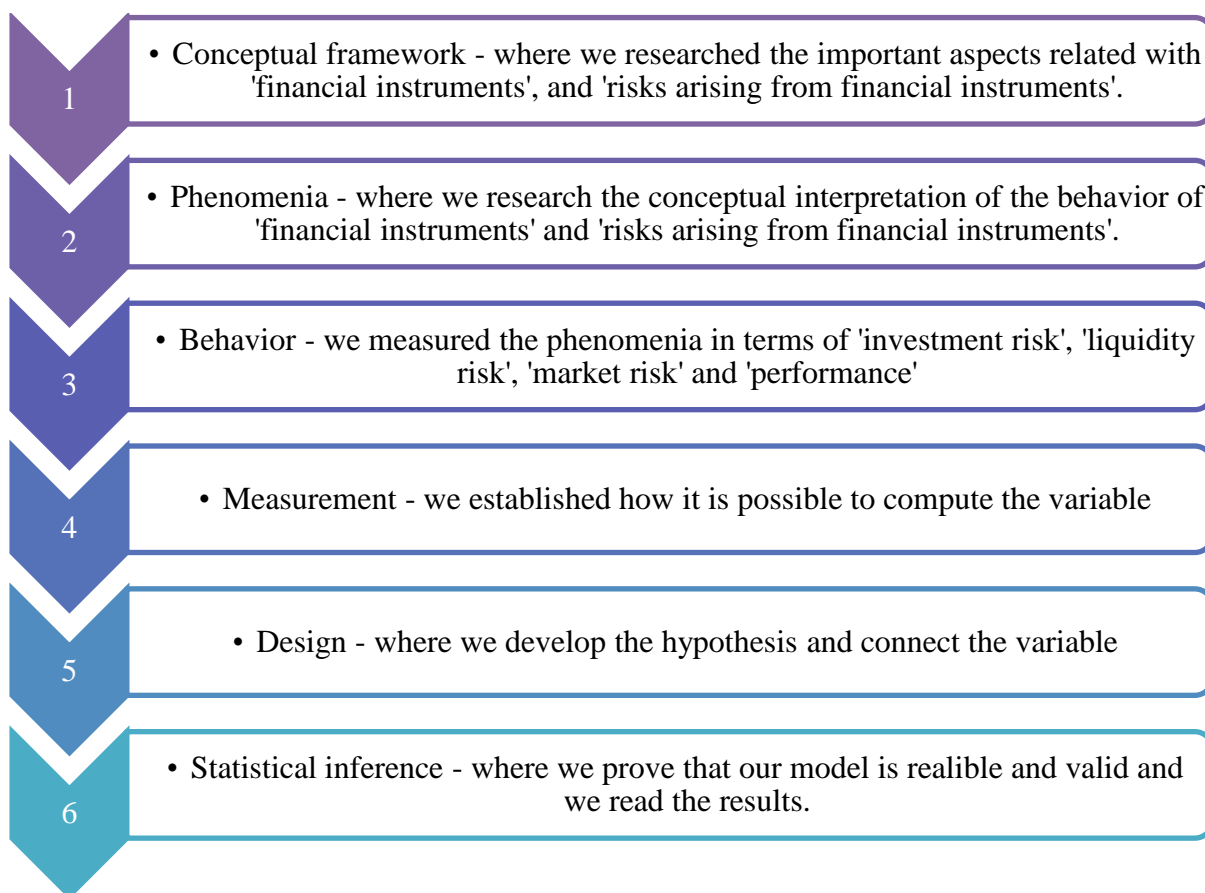 1
• Conceptual framework - where we researched the important aspects related with
'financial instruments', and 'risks arising from financial instruments'.
2
• Phenomenia - where we research the conceptual interpretation of the behavior of
'financial instruments' and 'risks arising from financial instruments'.
3
• Behavior - we measured the phenomenia in terms of 'investment risk', 'liquidity
risk', 'market risk' and 'performance'
4
• Measurement - we established how it is possible to compute the variable
5
• Design - where we develop the hypothesis and connect the variable
6
• Statistical inference - where we prove that our model is realible and valid and
we read the results.